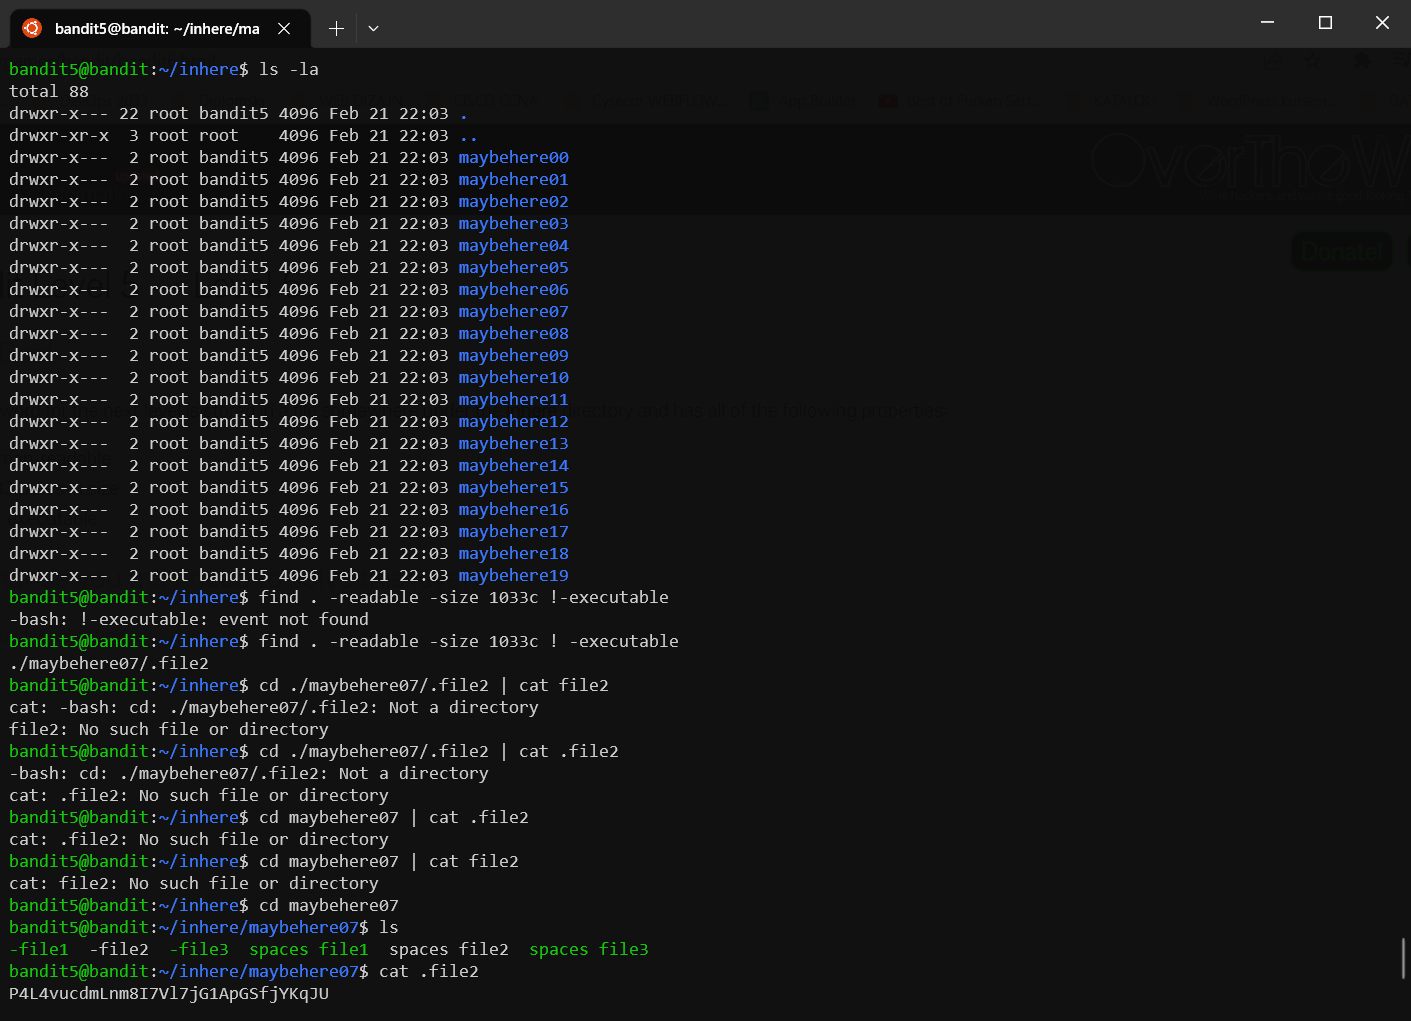 bandit5@bandit: ~/inhere/ma
bandit5@bandit:~/inhere$ ls -la
total 88
drwxr-x--- 22 root bandit5 4096 Feb 21 22:03 .
drwxr-xr-x  3 root root    4096 Feb 21 22:03 ..
drwxr-x---  2 root bandit5 4096 Feb 21 22:03 maybehere00
drwxr-x---  2 root bandit5 4096 Feb 21 22:03 maybehere01
drwxr-x---  2 root bandit5 4096 Feb 21 22:03 maybehere02
drwxr-x---  2 root bandit5 4096 Feb 21 22:03 maybehere03
drwxr-x---  2 root bandit5 4096 Feb 21 22:03 maybehere04
drwxr-x---  2 root bandit5 4096 Feb 21 22:03 maybehere05
drwxr-x---  2 root bandit5 4096 Feb 21 22:03 maybehere06
drwxr-x---  2 root bandit5 4096 Feb 21 22:03 maybehere07
drwxr-x---  2 root bandit5 4096 Feb 21 22:03 maybehere08
drwxr-x---  2 root bandit5 4096 Feb 21 22:03 maybehere09
drwxr-x---  2 root bandit5 4096 Feb 21 22:03 maybehere10
drwxr-x---  2 root bandit5 4096 Feb 21 22:03 maybehere11
drwxr-x---  2 root bandit5 4096 Feb 21 22:03 maybehere12
drwxr-x---  2 root bandit5 4096 Feb 21 22:03 maybehere13
drwxr-x---  2 root bandit5 4096 Feb 21 22:03 maybehere14
drwxr-x---  2 root bandit5 4096 Feb 21 22:03 maybehere15
drwxr-x---  2 root bandit5 4096 Feb 21 22:03 maybehere16
drwxr-x---  2 root bandit5 4096 Feb 21 22:03 maybehere17
drwxr-x---  2 root bandit5 4096 Feb 21 22:03 maybehere18
drwxr-x---  2 root bandit5 4096 Feb 21 22:03 maybehere19
bandit5@bandit:~/inhere$ find . -readable -size 1033c !-executable
-bash: !-executable: event not found
bandit5@bandit:~/inhere$ find . -readable -size 1033c ! -executable
./maybehere07/.file2
bandit5@bandit:~/inhere$ cd ./maybehere07/.file2 | cat file2
cat: -bash: cd: ./maybehere07/.file2: Not a directory
file2: No such file or directory
bandit5@bandit:~/inhere$ cd ./maybehere07/.file2 | cat .file2
-bash: cd: ./maybehere07/.file2: Not a directory
cat: .file2: No such file or directory
bandit5@bandit:~/inhere$ cd maybehere07 | cat .file2
cat: .file2: No such file or directory
bandit5@bandit:~/inhere$ cd maybehere07 | cat file2
cat: file2: No such file or directory
bandit5@bandit:~/inhere$ cd maybehere07
bandit5@bandit:~/inhere/maybehere07$ ls
-file1  -file2  -file3  spaces file1  spaces file2  spaces file3
bandit5@bandit:~/inhere/maybehere07$ cat .file2
P4L4vucdmLnm8I7Vl7jG1ApGSfjYKqJU
OverTheW
Donate!
directory and has all of the following properties: